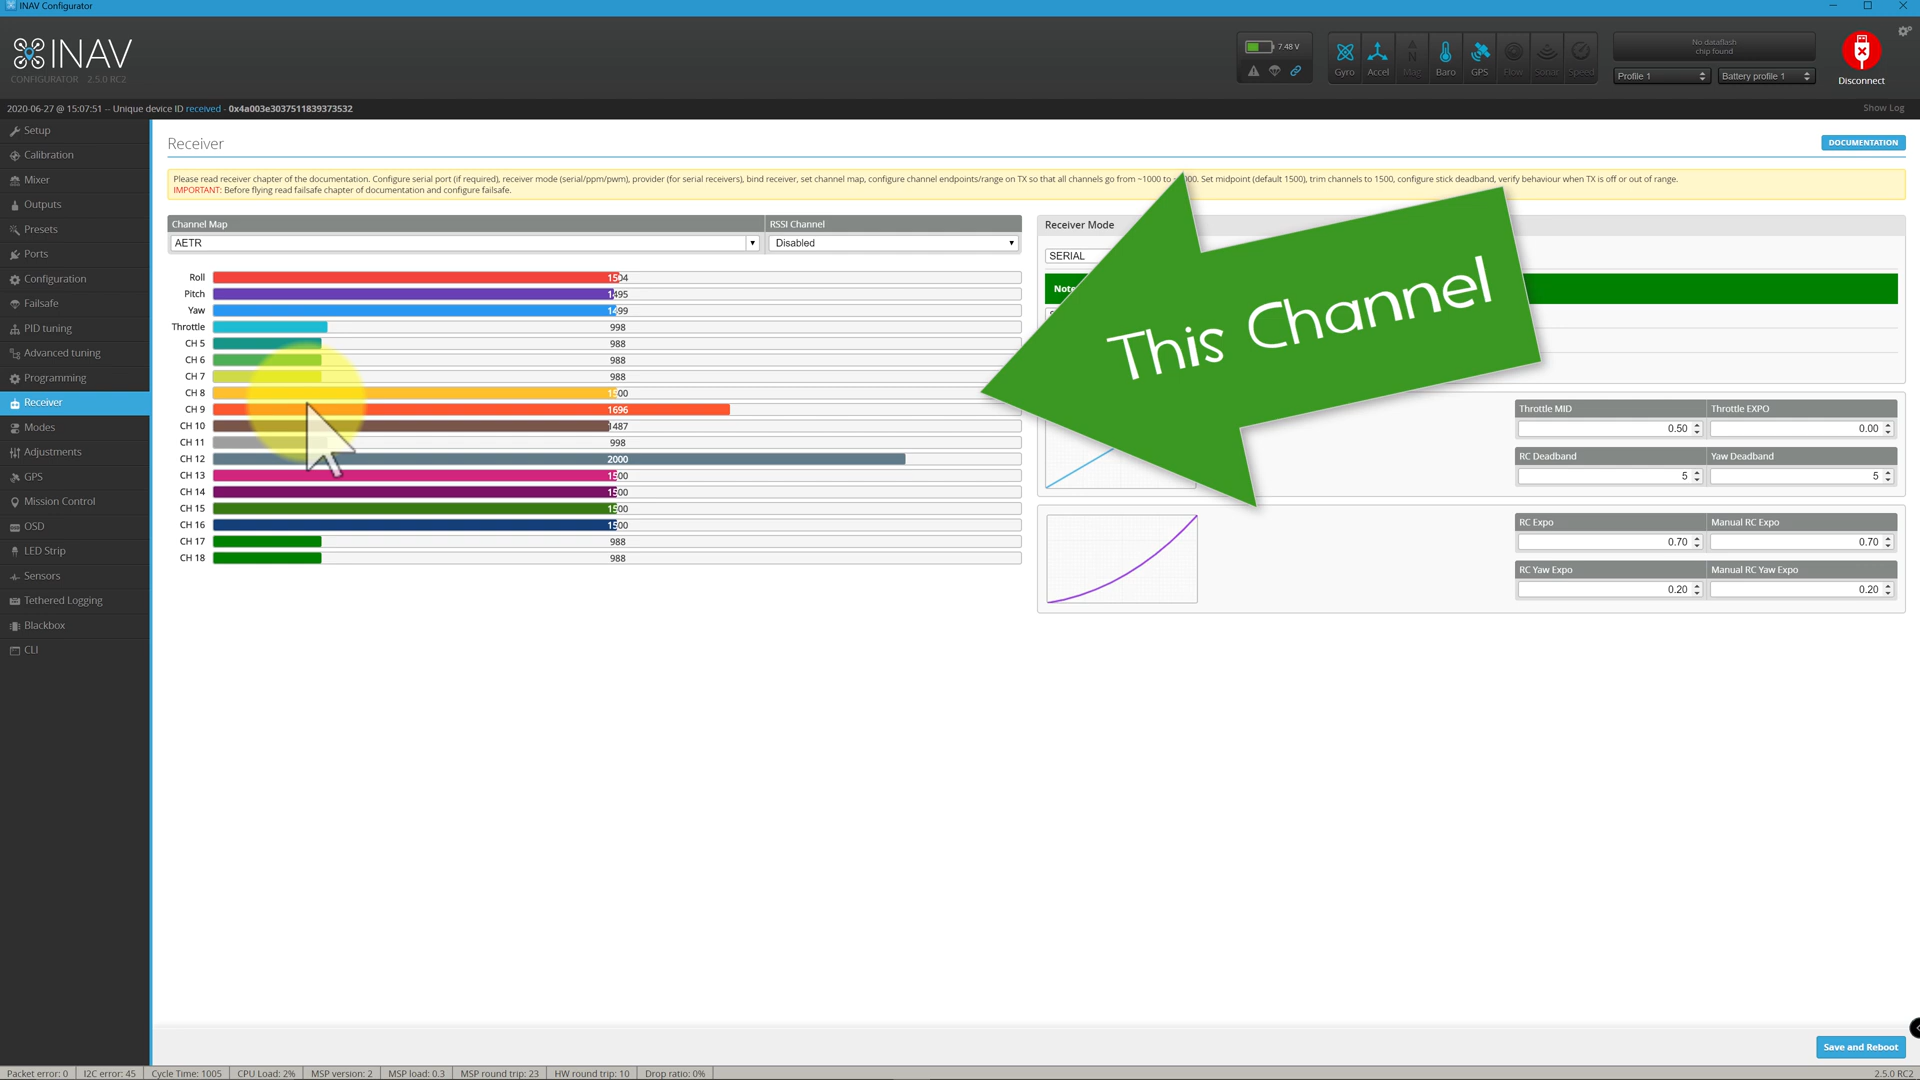 INAV Configurator
INAV
CONFIGURATOR 2.5.0 RC2
7.48 V
Gyro Accel Mag Baro GPS Flow Sonar Speed
No dataflash
chip found
Profile 1
Battery profile 1
Disconnect
2020-06-27 @ 15:07:51 -- Unique device ID received - 0x4a003e3037511839373532
Show Log
Setup
Calibration
Mixer
Outputs
Presets
Ports
Configuration
Failsafe
PID tuning
Advanced tuning
Programming
Receiver
Modes
Adjustments
GPS
Mission Control
OSD
LED Strip
Sensors
Tethered Logging
Blackbox
CLI
Receiver
DOCUMENTATION
Please read receiver chapter of the documentation. Configure serial port (if required), receiver mode (serial/ppm/pwm), provider (for serial receivers), bind receiver, set channel map, configure channel endpoints/range on TX so that all channels go from ~1000 to Set midpoint (default 1500), trim channels to 1500, configure stick deadband, verify behaviour when TX is off or out of range.
IMPORTANT: Before flying read failsafe chapter of documentation and configure failsafe.
Channel Map
AETR
RSSI Channel
Disabled
Roll 1504
Pitch 1495
Yaw 1499
Throttle 998
CH 5 988
CH 6 988
CH 7 988
CH 8 1500
CH 9 1696
CH 10 1487
CH 11 998
CH 12 2000
CH 13 1500
CH 14 1500
CH 15 1500
CH 16 1500
CH 17 988
CH 18 988
Receiver Mode
SERIAL
Note
This Channel
Throttle MID Throttle EXPO
0.50 0.00
RC Deadband Yaw Deadband
5 5
RC Expo Manual RC Expo
0.70 0.70
RC Yaw Expo Manual RC Yaw Expo
0.20 0.20
Save and Reboot
Packet error: 0 I2C error: 45 Cycle Time: 1005 CPU Load: 2% MSP version: 2 MSP load: 0.3 MSP round trip: 23 HW round trip: 10 Drop ratio: 0% 2.5.0 RC2